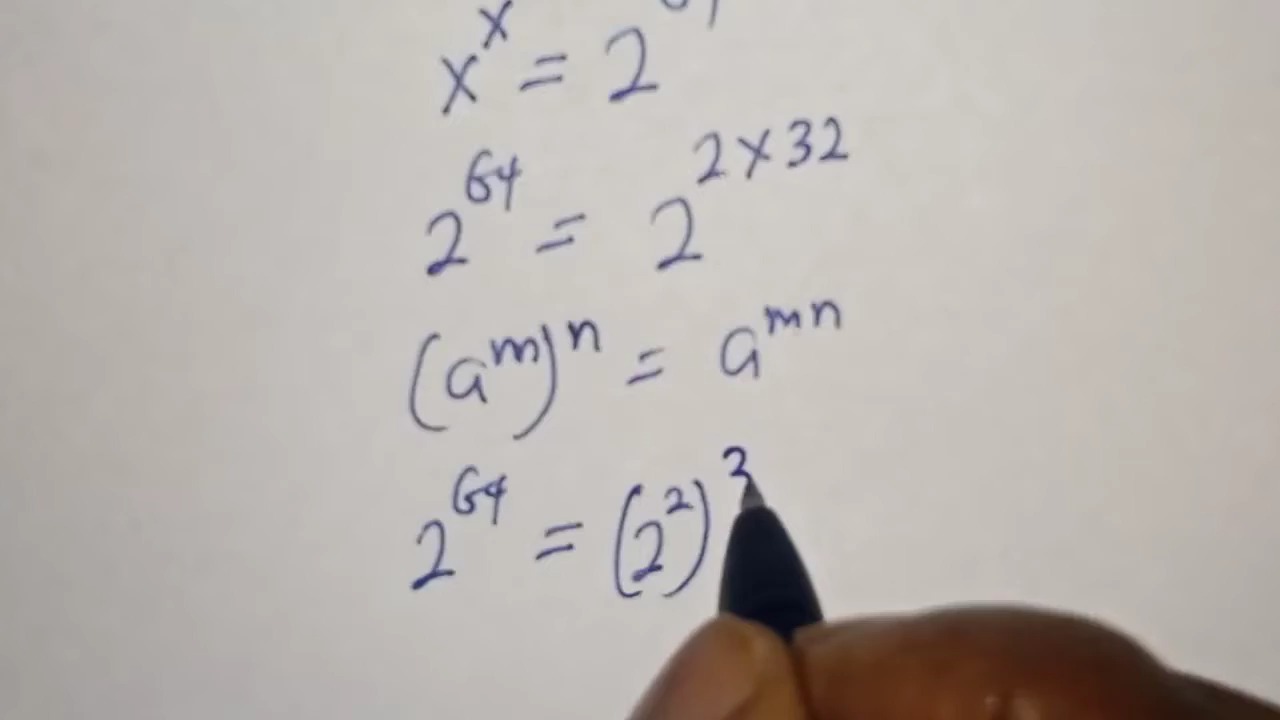 x^x = 2
2^64 = 2^2×32
(a^m)^n = a^mn
2^64 = (2^2)^3